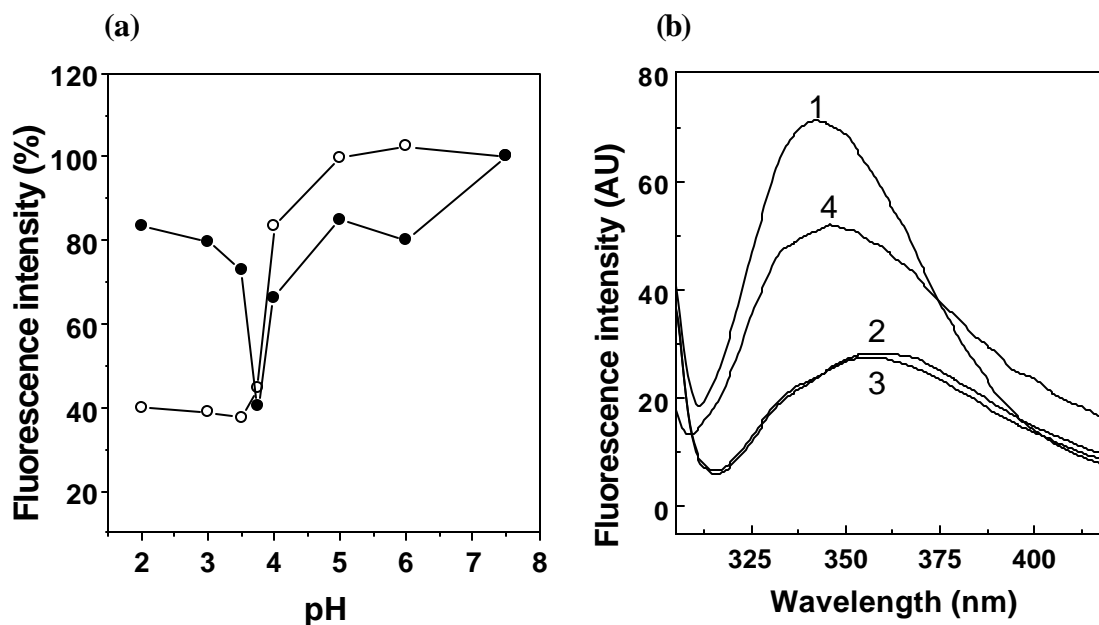 (a)
Fluorescence intensity (%)
120
100
80
60
40
20
2 3 4 5 6 7 8
pH
(b)
Fluorescence intensity (AU)
80
60
40
20
0
1
4
2
3
325 350 375 400
Wavelength (nm)